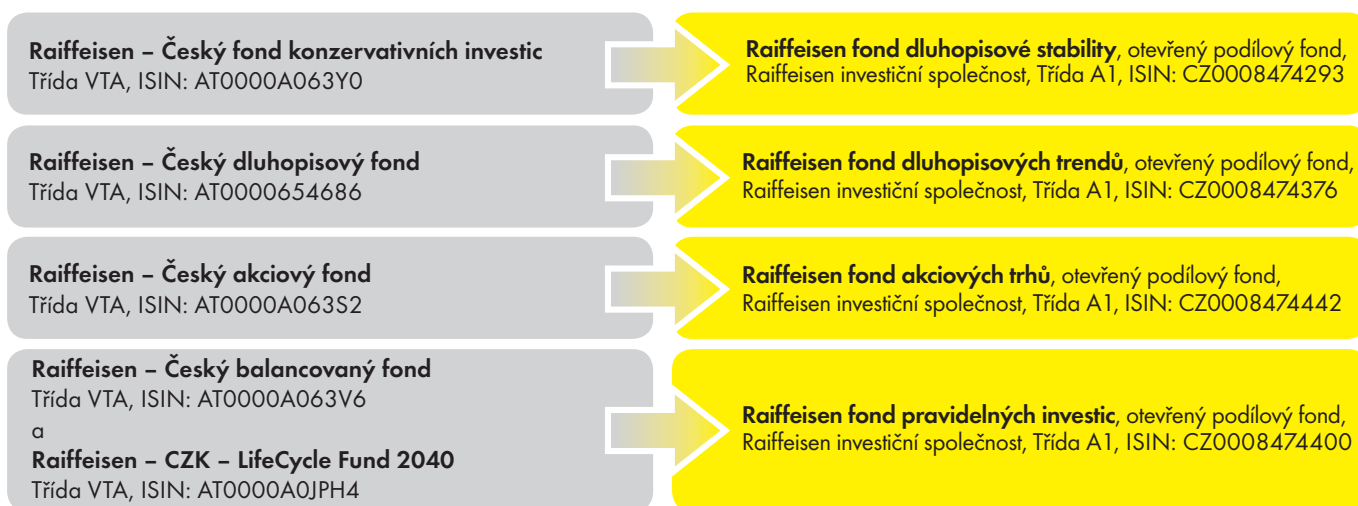 Raiffeisen – Český fond konzervativních investic
Třída VTA, ISIN: AT0000A063Y0
Raiffeisen fond dluhopisové stability, otevřený podílový fond,
Raiffeisen investiční společnost, Třída A1, ISIN: CZ0008474293
Raiffeisen – Český dluhopisový fond
Třída VTA, ISIN: AT0000654686
Raiffeisen fond dluhopisových trendů, otevřený podílový fond,
Raiffeisen investiční společnost, Třída A1, ISIN: CZ0008474376
Raiffeisen – Český akciový fond
Třída VTA, ISIN: AT0000A063S2
Raiffeisen fond akciových trhů, otevřený podílový fond,
Raiffeisen investiční společnost, Třída A1, ISIN: CZ0008474442
Raiffeisen – Český balancovaný fond
Třída VTA, ISIN: AT0000A063V6
a
Raiffeisen – CZK – LifeCycle Fund 2040
Třída VTA, ISIN: AT0000A0JPH4
Raiffeisen fond pravidelných investic, otevřený podílový fond,
Raiffeisen investiční společnost, Třída A1, ISIN: CZ0008474400